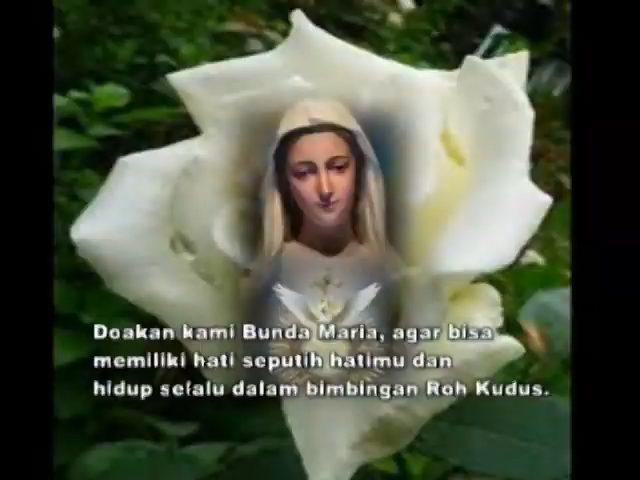 Doakan kami Bunda Maria, agar bisa
memiliki hati seputih hatimu dan
hidup selalu dalam bimbingan Roh Kudus.